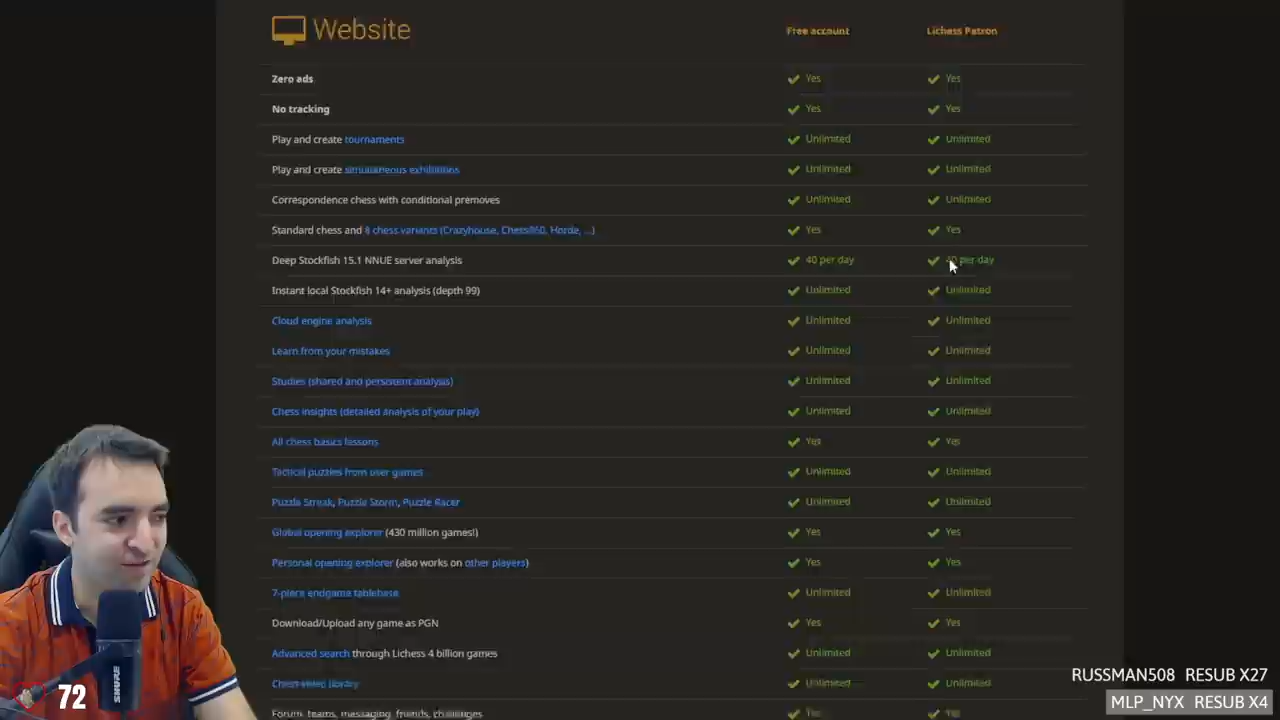 Website Free account Lichess Patron
Zero ads Yes Yes
No tracking Yes Yes
Play and create tournaments Unlimited Unlimited
Play and create simultaneous exhibitions Unlimited Unlimited
Correspondence chess with conditional premoves Unlimited Unlimited
Standard chess and 8 chess variants (Crazyhouse, Chess960, Horde, ...) Yes Yes
Deep Stockfish 15.1 NNUE server analysis 40 per day 40 per day
Instant local Stockfish 14+ analysis (depth 99) Unlimited Unlimited
Cloud engine analysis Unlimited Unlimited
Learn from your mistakes Unlimited Unlimited
Studies (shared and persistent analysis) Unlimited Unlimited
Chess insights (detailed analysis of your play) Unlimited Unlimited
All chess basics lessons Yes Yes
Tactical puzzles from user games Unlimited Unlimited
Puzzle Streak, Puzzle Storm, Puzzle Racer Unlimited Unlimited
Global opening explorer (430 million games!) Yes Yes
Personal opening explorer (also works on other players) Yes Yes
7-piece endgame tablebase Unlimited Unlimited
Download/Upload any game as PGN Yes Yes
Advanced search through Lichess 4 billion games Unlimited Unlimited
Chess video library Unlimited Unlimited
Forum, teams, messaging, friends, challenges Yes Yes
RUSSMAN508 RESUB X27
MLP_NYX RESUB X4
72
SHURE